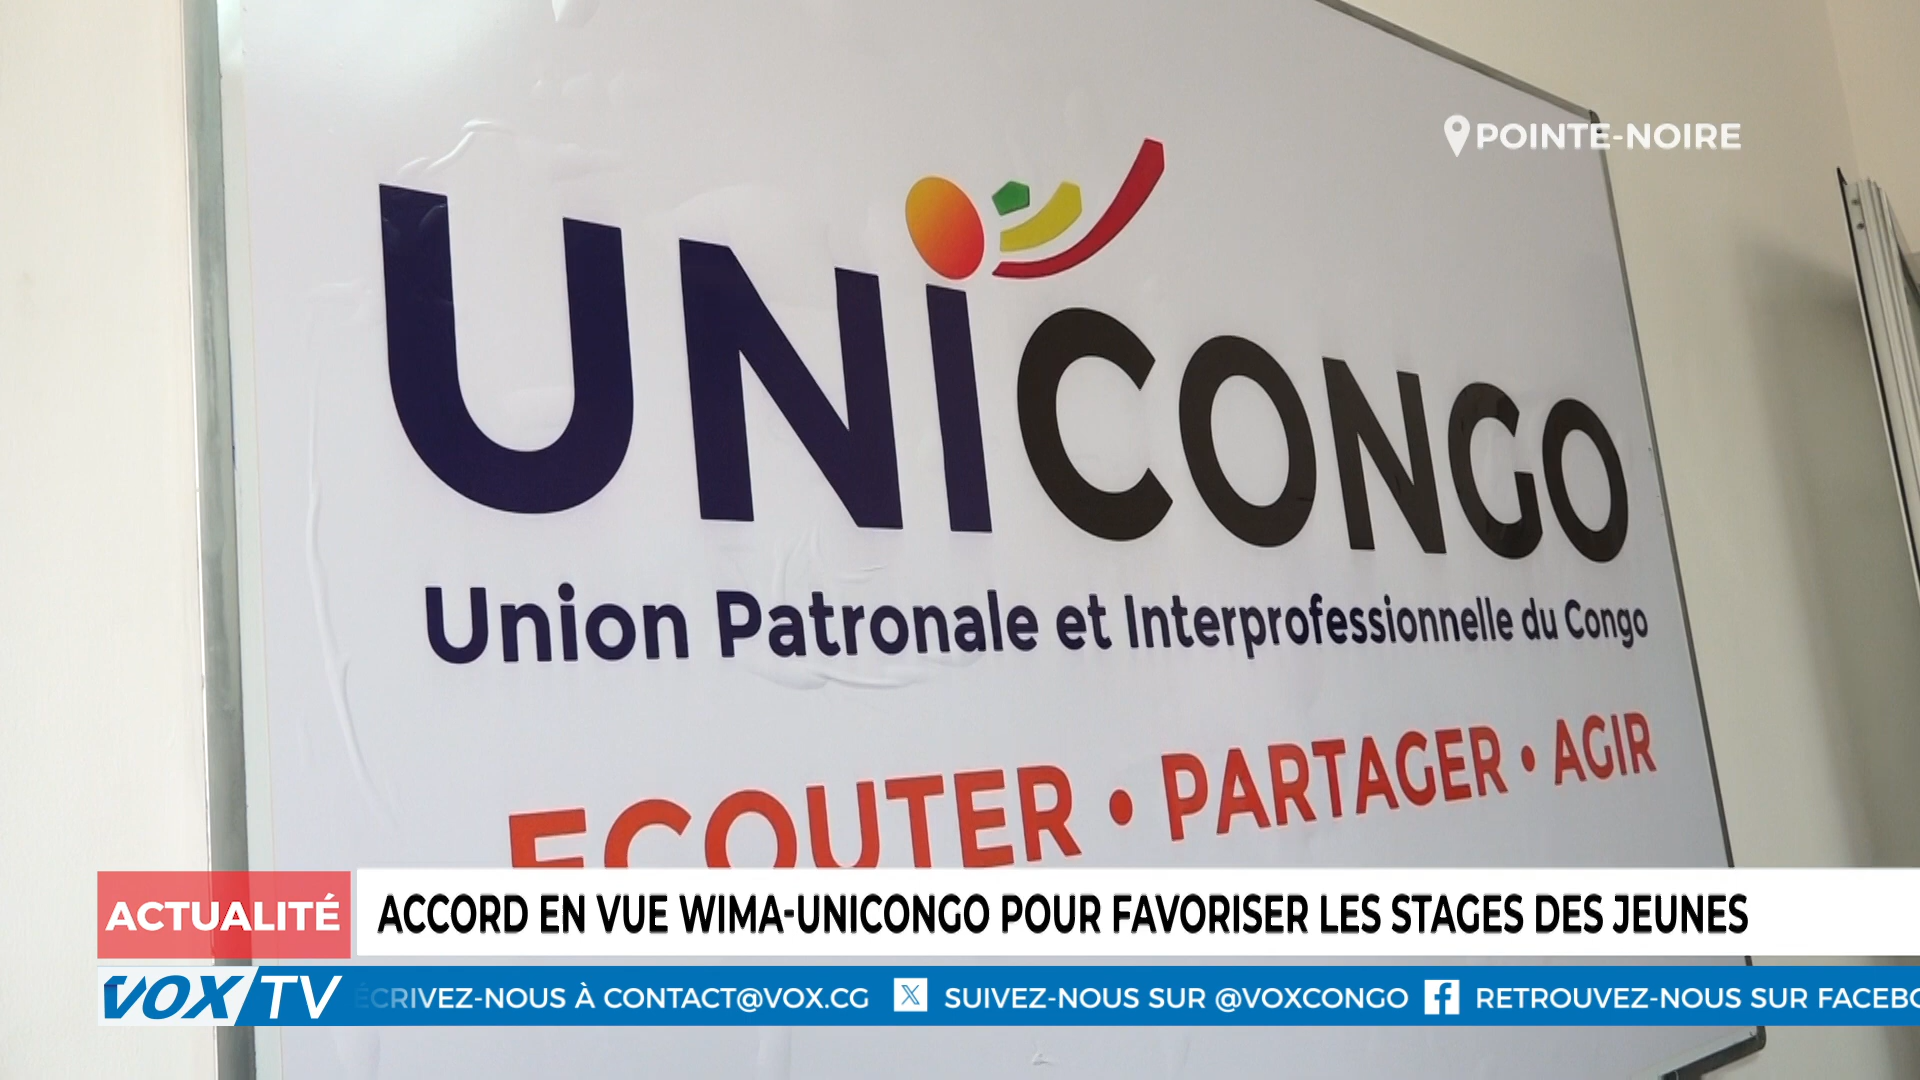 POINTE-NOIRE
UNICONGO
Union Patronale et Interprofessionnelle du Congo
ECOUTER • PARTAGER • AGIR
ACTUALITÉ
ACCORD EN VUE WIMA-UNICONGO POUR FAVORISER LES STAGES DES JEUNES
VOX TV
ÉCRIVEZ-NOUS À CONTACT@VOX.CG SUIVEZ-NOUS SUR @VOXCONGO RETROUVEZ-NOUS SUR FACEBO